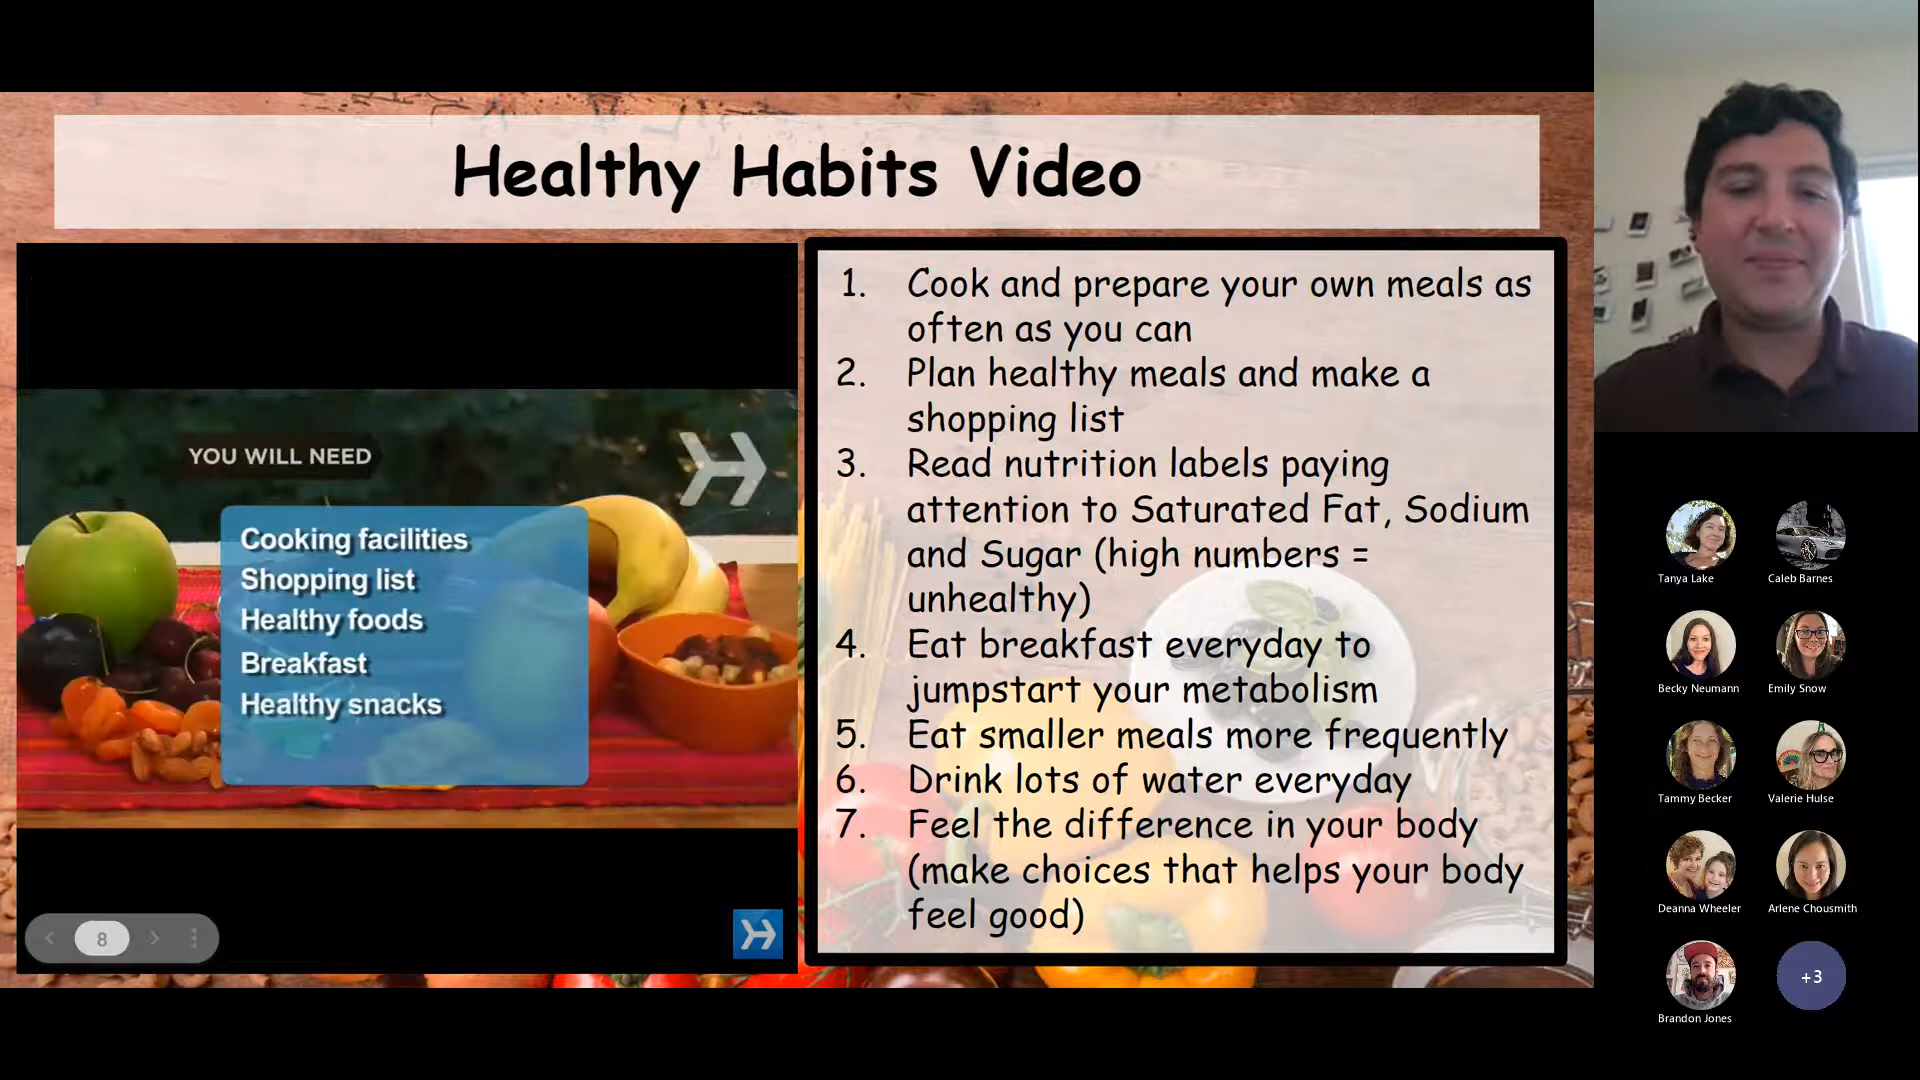 Healthy Habits Video
YOU WILL NEED
Cooking facilities
Shopping list
Healthy foods
Breakfast
Healthy snacks
8
1. Cook and prepare your own meals as
often as you can
2. Plan healthy meals and make a
shopping list
3. Read nutrition labels paying
attention to Saturated Fat, Sodium
and Sugar (high numbers =
unhealthy)
4. Eat breakfast everyday to
jumpstart your metabolism
5. Eat smaller meals more frequently
6. Drink lots of water everyday
7. Feel the difference in your body
(make choices that helps your body
feel good)
Tanya Lake
Caleb Barnes
Becky Neumann
Emily Snow
Tammy Becker
Valerie Hulse
Deanna Wheeler
Arlene Chousmith
Brandon Jones
+3